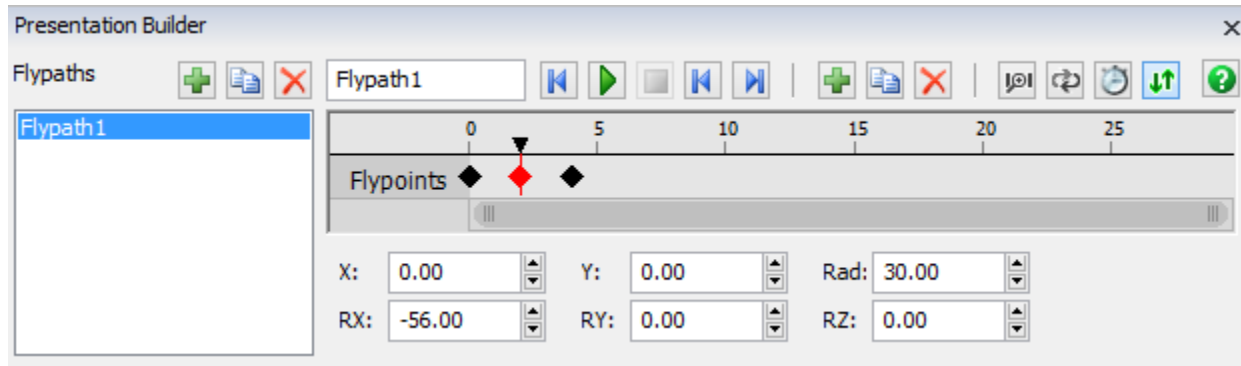 Presentation Builder
Flypaths
Flypath1
Flypath1
0 5 10 15 20 25
Flypoints
X: 0.00 Y: 0.00 Rad: 30.00
RX: -56.00 RY: 0.00 RZ: 0.00